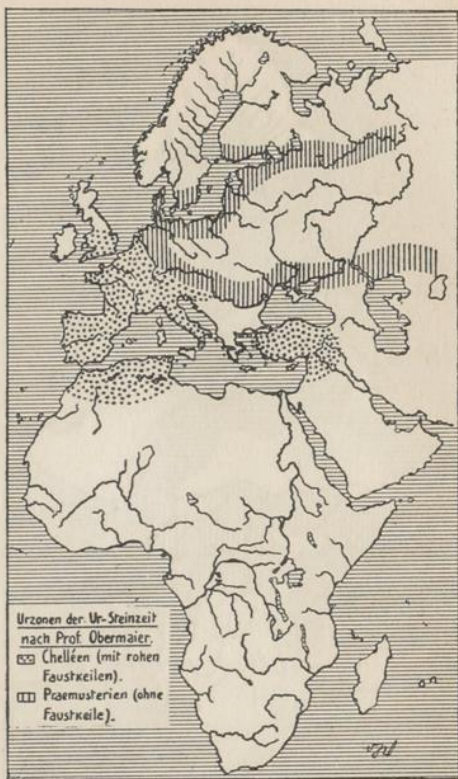 Urzonen der Ur-Steinzeit
nach Prof. Obermaier.
Chelléen (mit rohen
Faustkeilen).
Praemusterien (ohne
Faustkeile).